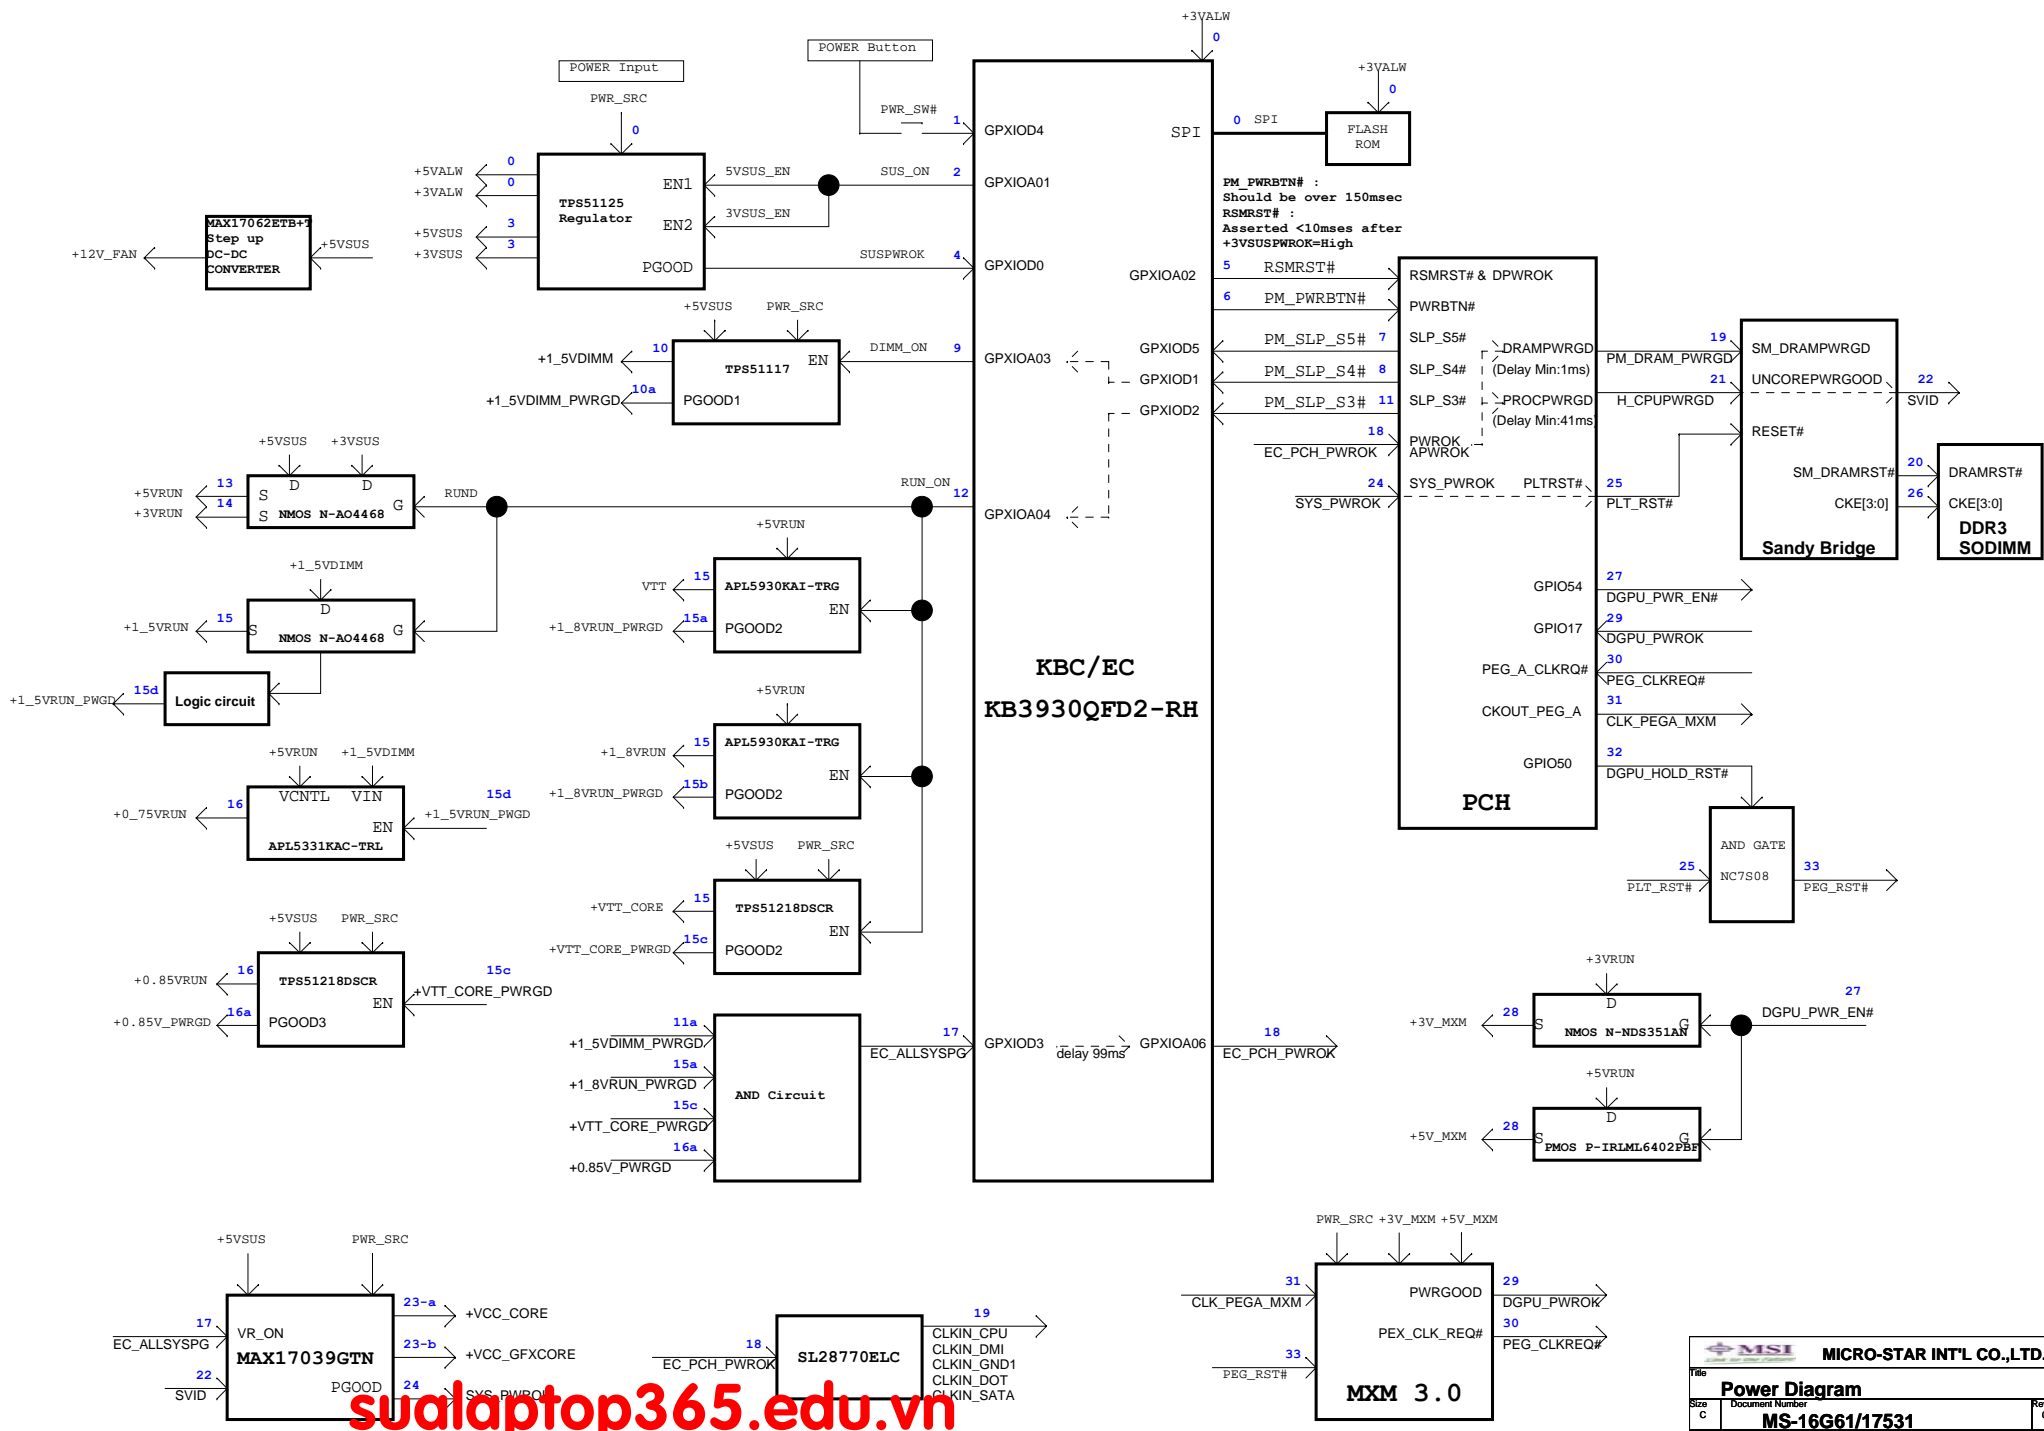 +3VALW
0
POWER Button
POWER Input
PWR_SRC
0
PWR_SW#
1
GPXIOD4
SPI
0 SPI
+3VALW
0
FLASH
ROM
+5VALW
0
+3VALW
0
TPS51125
Regulator
EN1
EN2
PGOOD
5VSUS_EN
SUS_ON
2
GPXIOA01
3VSUS_EN
+5VSUS
3
+3VSUS
3
SUSPWROK
4
GPXIOD0
MAX17062ETB+T
Step up
DC-DC
CONVERTER
+5VSUS
+12V_FAN
PM_PWRBTN# :
Should be over 150msec
RSMRST# :
Asserted <10mses after
+3VSUSPWROK=High
GPXIOA02
5
RSMRST#
RSMRST# & DPWROK
6
PM_PWRBTN#
PWRBTN#
GPXIOD5
PM_SLP_S5#
7
SLP_S5#
GPXIOD1
PM_SLP_S4#
8
SLP_S4#
GPXIOD2
PM_SLP_S3#
11
SLP_S3#
DRAMPWRGD
(Delay Min:1ms)
PROCPWRGD
(Delay Min:41ms)
18
EC_PCH_PWROK
PWROK
APWROK
24
SYS_PWROK
SYS_PWROK
PLTRST#
25
PLT_RST#
19
PM_DRAM_PWRGD
SM_DRAMPWRGD
21
H_CPUPWRGD
UNCOREPWRGOOD
22
SVID
RESET#
SM_DRAMRST#
20
DRAMRST#
CKE[3:0]
26
CKE[3:0]
Sandy Bridge
DDR3
SODIMM
+5VSUS
PWR_SRC
+1_5VDIMM
10
TPS51117
EN
DIMM_ON
9
GPXIOA03
+1_5VDIMM_PWRGD
10a
PGOOD1
+5VSUS
+3VSUS
+5VRUN
13
+3VRUN
14
S
S
D
D
G
NMOS N-AO4468
RUND
RUN_ON
12
GPXIOA04
+1_5VDIMM
+1_5VRUN
15
S
D
G
NMOS N-AO4468
+1_5VRUN_PWGD
15d
Logic circuit
+5VRUN
VTT
15
APL5930KAI-TRG
EN
+1_8VRUN_PWRGD
15a
PGOOD2
+5VRUN
+1_8VRUN
15
APL5930KAI-TRG
EN
+1_8VRUN_PWRGD
15b
PGOOD2
+5VRUN
+1_5VDIMM
VCNTL
VIN
+0_75VRUN
16
EN
APL5331KAC-TRL
15d
+1_5VRUN_PWGD
+5VSUS
PWR_SRC
+VTT_CORE
15
TPS51218DSCR
EN
+VTT_CORE_PWRGD
15c
PGOOD2
+5VSUS
PWR_SRC
+0.85VRUN
16
TPS51218DSCR
EN
15c
+VTT_CORE_PWRGD
+0.85V_PWRGD
16a
PGOOD3
KBC/EC
KB3930QFD2-RH
GPIO54
27
DGPU_PWR_EN#
GPIO17
29
DGPU_PWROK
PEG_A_CLKRQ#
30
PEG_CLKREQ#
CKOUT_PEG_A
31
CLK_PEGA_MXM
GPIO50
32
DGPU_HOLD_RST#
PCH
AND GATE
NC7S08
25
PLT_RST#
33
PEG_RST#
11a
+1_5VDIMM_PWRGD
15a
+1_8VRUN_PWRGD
15c
+VTT_CORE_PWRGD
16a
+0.85V_PWRGD
AND Circuit
17
EC_ALLSYSPG
GPXIOD3
delay 99ms
GPXIOA06
18
EC_PCH_PWROK
+3VRUN
+3V_MXM
28
S
D
G
NMOS N-NDS351AN
27
DGPU_PWR_EN#
+5VRUN
+5V_MXM
28
S
D
G
PMOS P-IRLML6402PBF
+5VSUS
PWR_SRC
17
EC_ALLSYSPG
VR_ON
MAX17039GTN
22
SVID
PGOOD
23-a
+VCC_CORE
23-b
+VCC_GFXCORE
24
SYS_PWROK
18
EC_PCH_PWROK
SL28770ELC
19
CLKIN_CPU
CLKIN_DMI
CLKIN_GND1
CLKIN_DOT
CLKIN_SATA
PWR_SRC
+3V_MXM
+5V_MXM
31
CLK_PEGA_MXM
33
PEG_RST#
PWRGOOD
PEX_CLK_REQ#
MXM 3.0
29
DGPU_PWROK
30
PEG_CLKREQ#
sualaptop365.edu.vn
MSI
MICRO-STAR INT'L CO.,LTD.
Title
Power Diagram
Size
C
Document Number
MS-16G61/17531